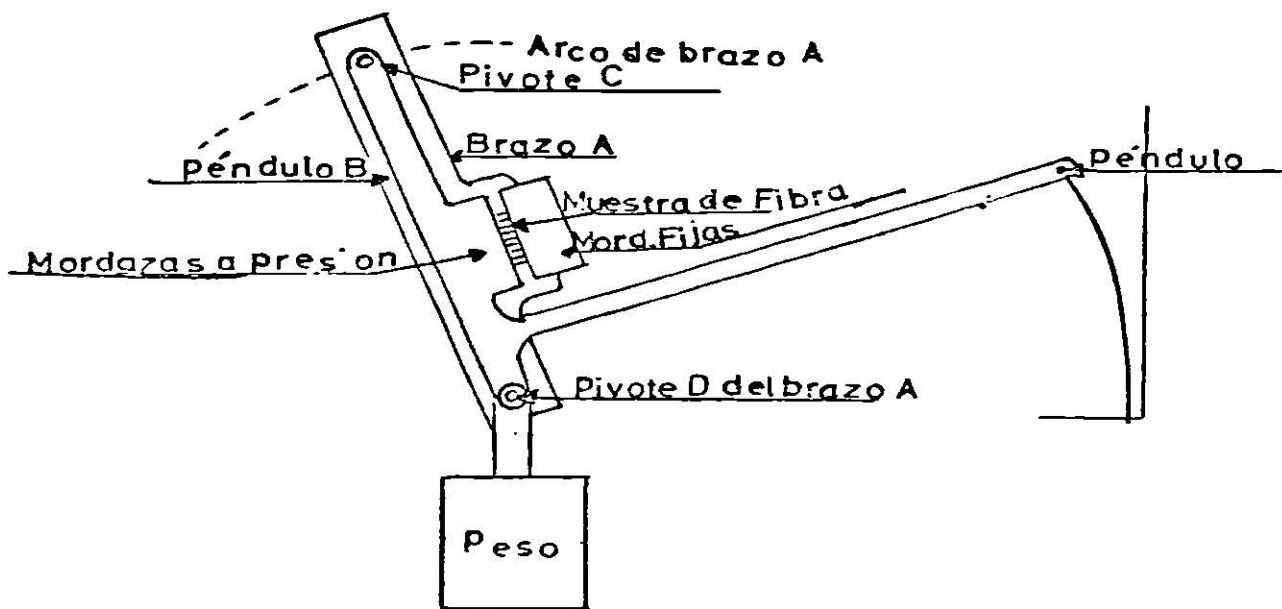 Arco de brazo A
Pivote C
Brazo A
Péndulo B
Péndulo
Muestra de Fibra
Mord. Fijas
Mordazas a presion
Pivote D del brazo A
Peso